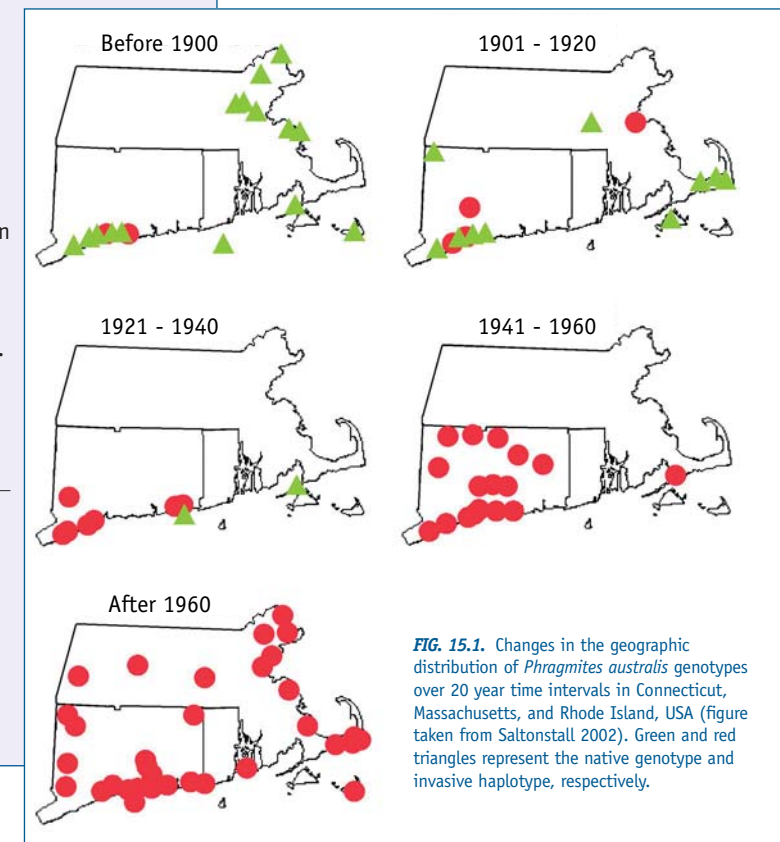 Before 1900
1901 - 1920
1921 - 1940
1941 - 1960
After 1960
FIG. 15.1. Changes in the geographic
distribution of Phragmites australis genotypes
over 20 year time intervals in Connecticut,
Massachusetts, and Rhode Island, USA (figure
taken from Saltonstall 2002). Green and red
triangles represent the native genotype and
invasive haplotype, respectively.